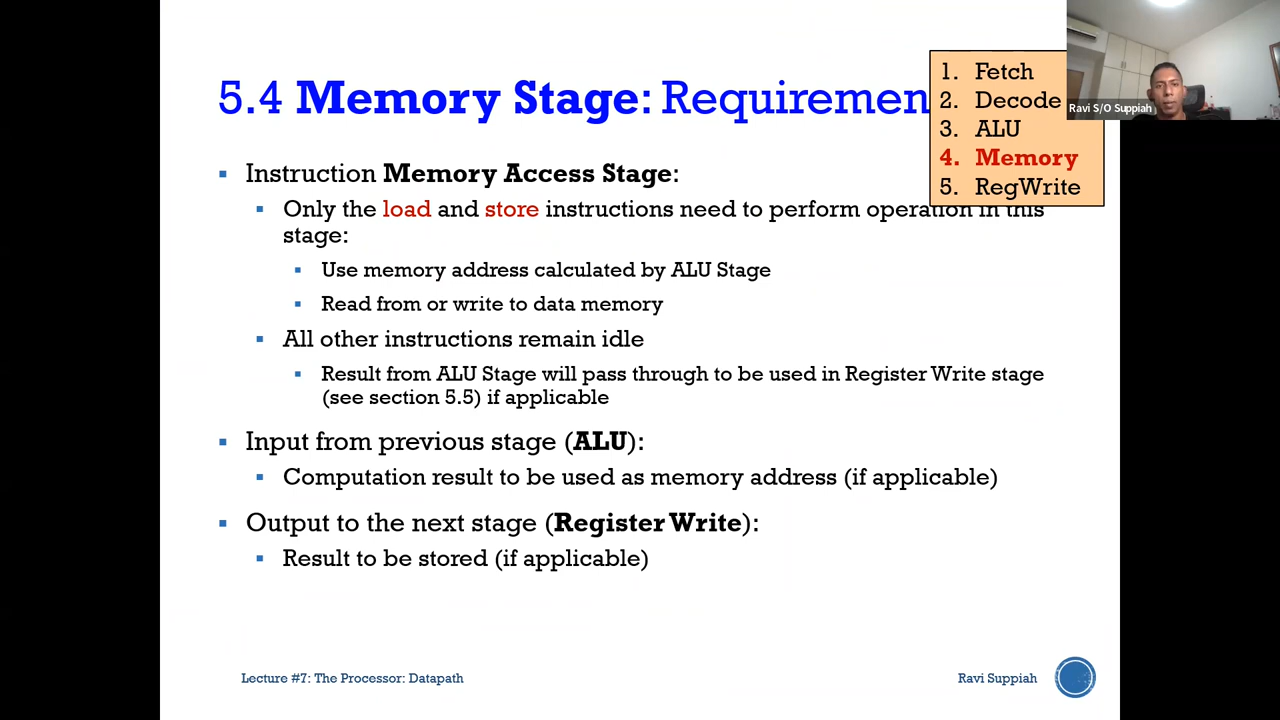 5.4 Memory Stage: Requiremen
1. Fetch
2. Decode
3. ALU
4. Memory
5. RegWrite
Ravi S/O Suppiah
▪ Instruction Memory Access Stage:
▪ Only the load and store instructions need to perform operation in this
stage:
▪ Use memory address calculated by ALU Stage
▪ Read from or write to data memory
▪ All other instructions remain idle
▪ Result from ALU Stage will pass through to be used in Register Write stage
(see section 5.5) if applicable
▪ Input from previous stage (ALU):
▪ Computation result to be used as memory address (if applicable)
▪ Output to the next stage (Register Write):
▪ Result to be stored (if applicable)
Lecture #7: The Processor: Datapath
Ravi Suppiah